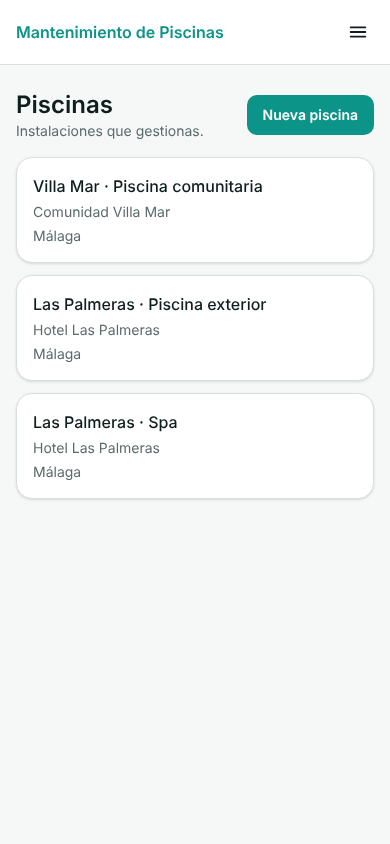 Mantenimiento de Piscinas
Piscinas
Instalaciones que gestionas.
Nueva piscina
Villa Mar · Piscina comunitaria
Comunidad Villa Mar
Málaga
Las Palmeras · Piscina exterior
Hotel Las Palmeras
Málaga
Las Palmeras · Spa
Hotel Las Palmeras
Málaga